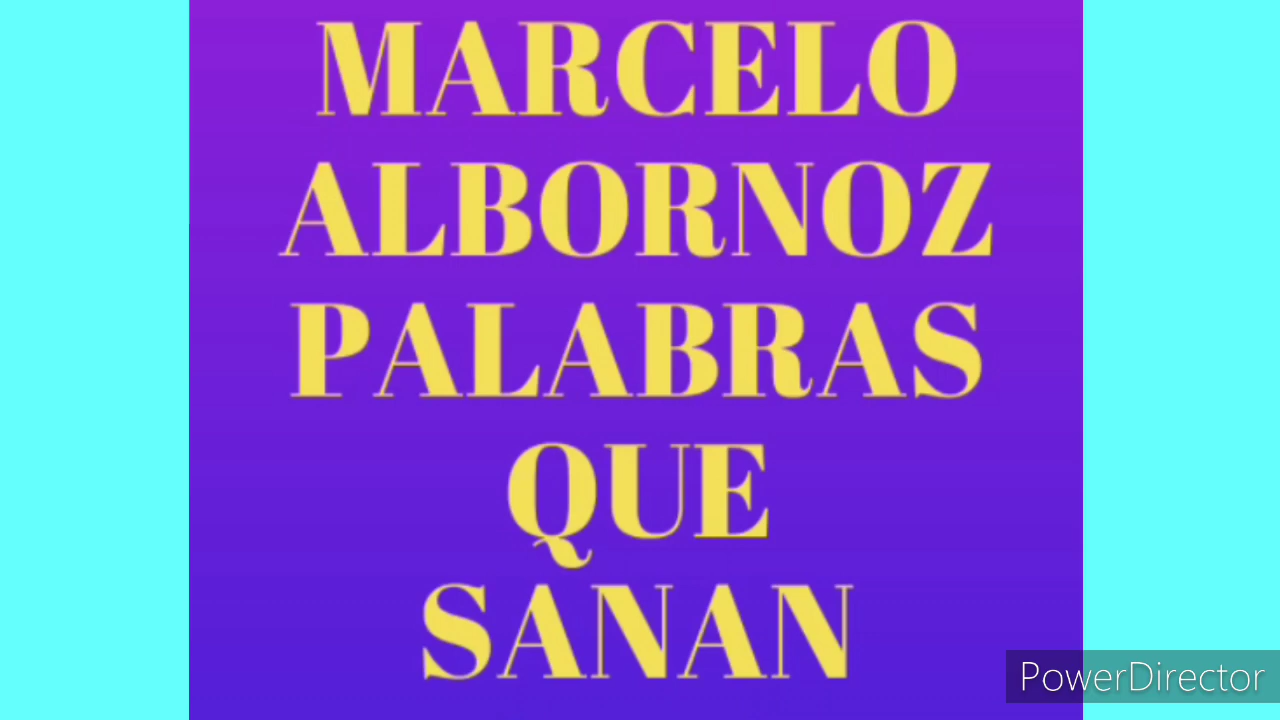 MARCELO
ALBORNOZ
PALABRAS
QUE
SANAN
PowerDirector